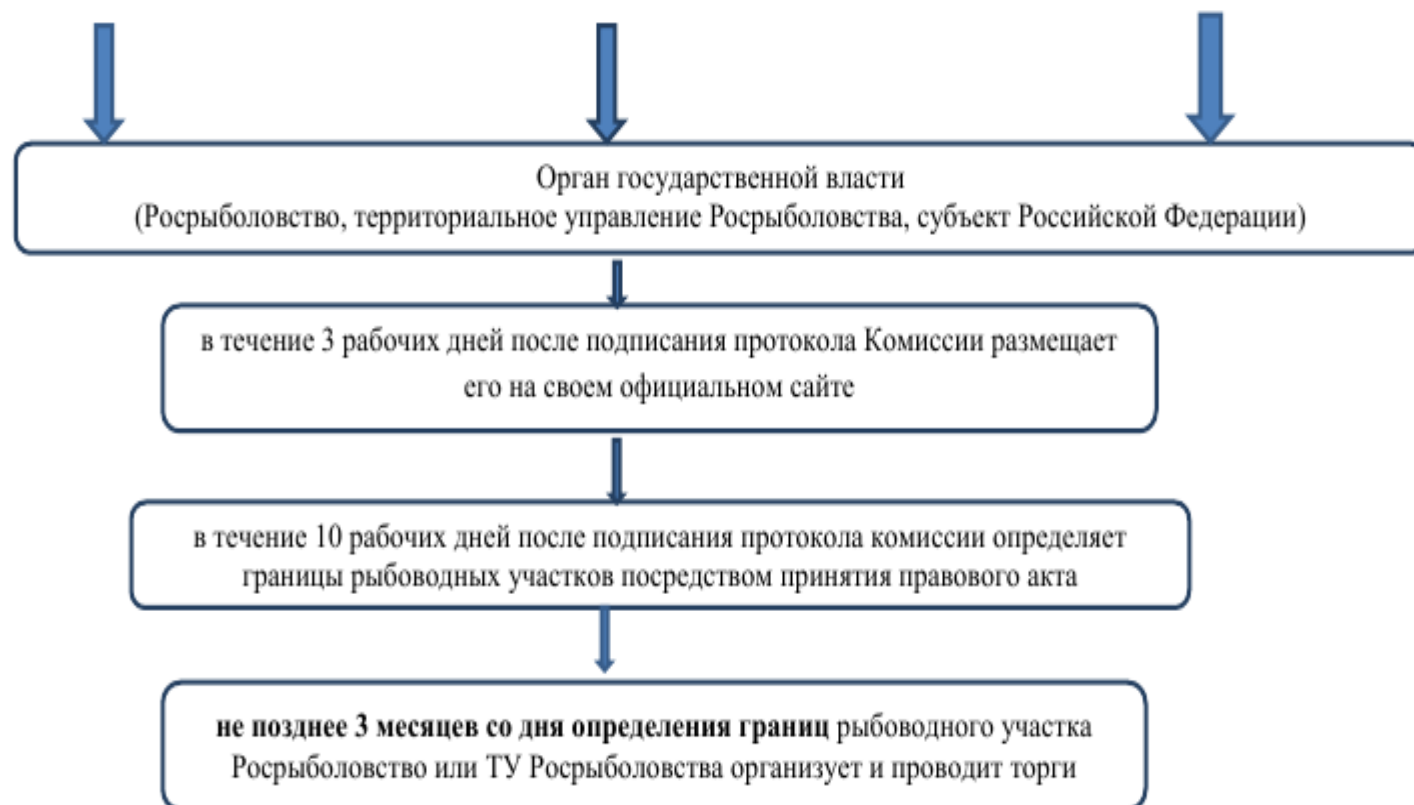 Орган государственной власти
(Росрыболовство, территориальное управление Росрыболовства, субъект Российской Федерации)
в течение 3 рабочих дней после подписания протокола Комиссии размещает
его на своем официальном сайте
в течение 10 рабочих дней после подписания протокола комиссии определяет
границы рыбоводных участков посредством принятия правового акта
не позднее 3 месяцев со дня определения границ рыбоводного участка
Росрыболовство или ТУ Росрыболовства организует и проводит торги